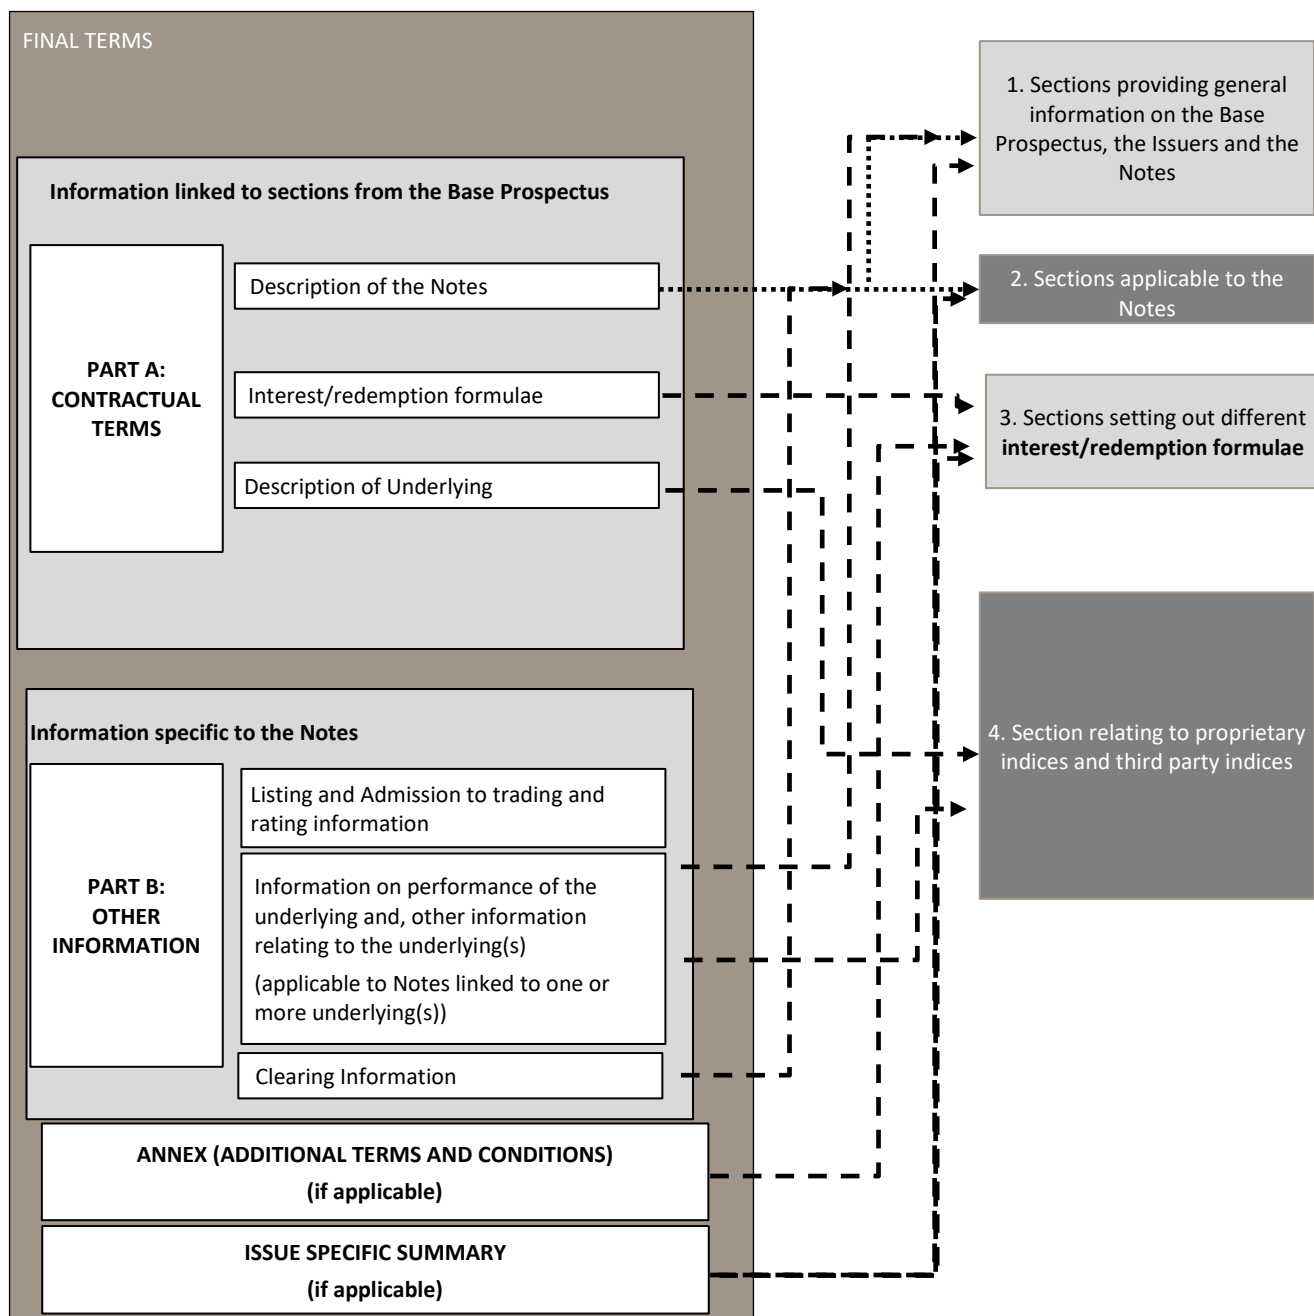 FINAL TERMS
Information linked to sections from the Base Prospectus
PART A:
CONTRACTUAL
TERMS
Description of the Notes
Interest/redemption formulae
Description of Underlying
Information specific to the Notes
PART B:
OTHER
INFORMATION
Listing and Admission to trading and
rating information
Information on performance of the
underlying and, other information
relating to the underlying(s)
(applicable to Notes linked to one or
more underlying(s))
Clearing Information
ANNEX (ADDITIONAL TERMS AND CONDITIONS)
(if applicable)
ISSUE SPECIFIC SUMMARY
(if applicable)
1. Sections providing general
information on the Base
Prospectus, the Issuers and the
Notes
2. Sections applicable to the
Notes
3. Sections setting out different
interest/redemption formulae
4. Section relating to proprietary
indices and third party indices